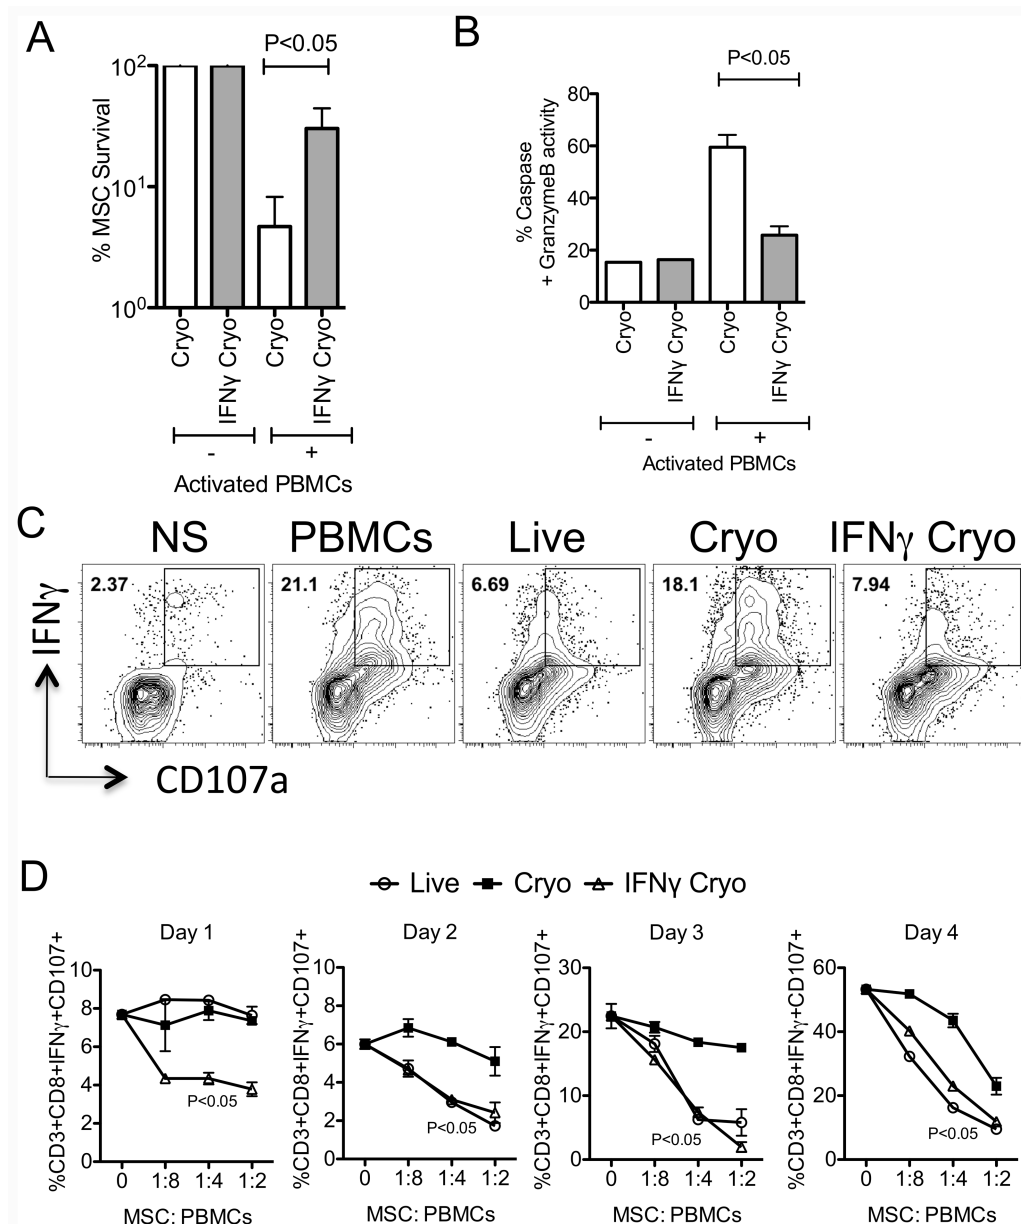 A
P<0.05
% MSC Survival
10²
10¹
10⁰
Cryo
IFNγ Cryo
Cryo
IFNγ Cryo
- +
Activated PBMCs
B
P<0.05
% Caspase
+ GranzymeB activity
80
60
40
20
0
Cryo
IFNγ Cryo
Cryo
IFNγ Cryo
- +
Activated PBMCs
C
NS PBMCs Live Cryo IFNγ Cryo
2.37 21.1 6.69 18.1 7.94
IFNγ
CD107a
D
Live Cryo IFNγ Cryo
Day 1
%CD3+CD8+IFNγ+CD107+
10
8
6
4
2
0
P<0.05
0 1:8 1:4 1:2
MSC: PBMCs
Day 2
%CD3+CD8+IFNγ+CD107+
10
8
6
4
2
0
P<0.05
0 1:8 1:4 1:2
MSC: PBMCs
Day 3
%CD3+CD8+IFNγ+CD107+
30
20
10
0
P<0.05
0 1:8 1:4 1:2
MSC: PBMCs
Day 4
%CD3+CD8+IFNγ+CD107+
60
40
20
0
P<0.05
0 1:8 1:4 1:2
MSC: PBMCs